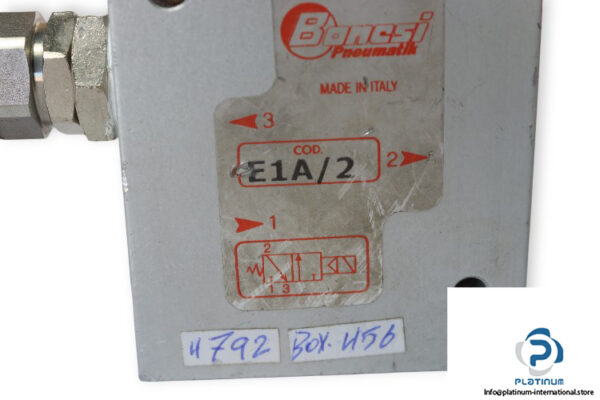 Bonesi
Pneumatik
MADE IN ITALY
3
COD.
E1A/2
2
1
2
1 3
4792
BOX. 456
PLATINUM
info@platinum-international.store